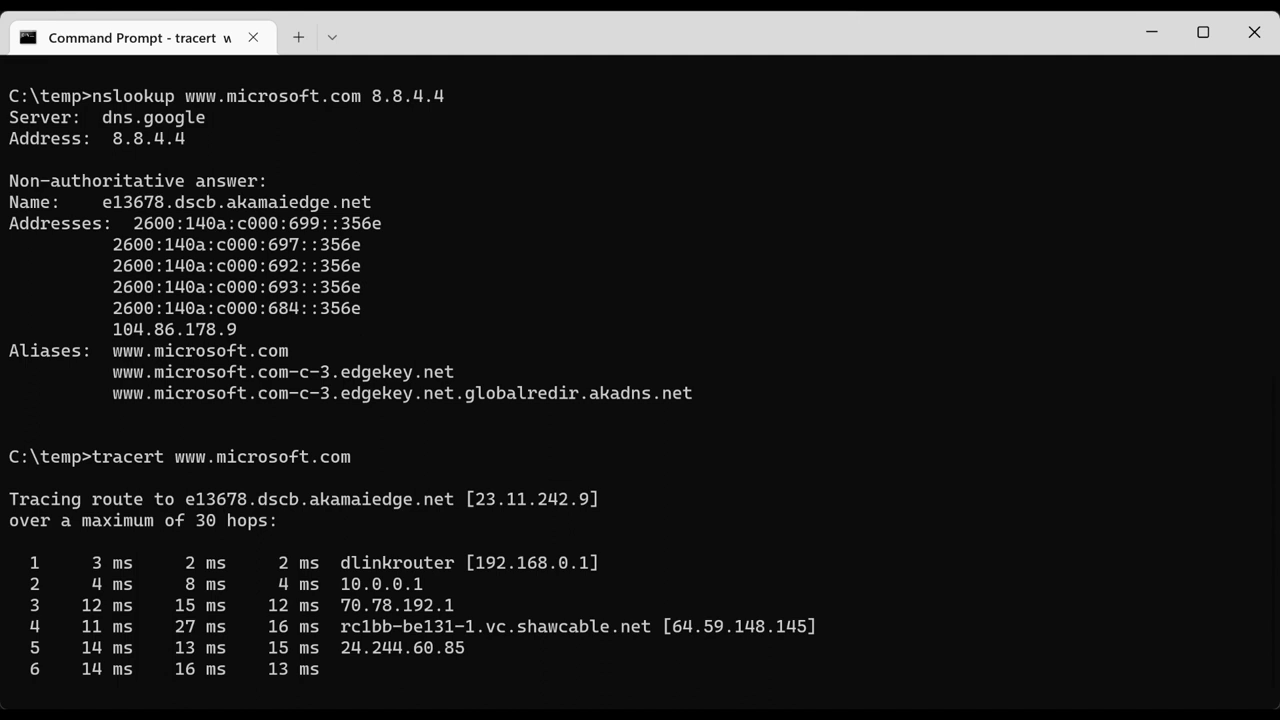 Command Prompt - tracert w
C:\temp>nslookup www.microsoft.com 8.8.4.4
Server:  dns.google
Address:  8.8.4.4
Non-authoritative answer:
Name:    e13678.dscb.akamaiedge.net
Addresses:  2600:140a:c000:699::356e
2600:140a:c000:697::356e
2600:140a:c000:692::356e
2600:140a:c000:693::356e
2600:140a:c000:684::356e
104.86.178.9
Aliases:  www.microsoft.com
www.microsoft.com-c-3.edgekey.net
www.microsoft.com-c-3.edgekey.net.globalredir.akadns.net
C:\temp>tracert www.microsoft.com
Tracing route to e13678.dscb.akamaiedge.net [23.11.242.9]
over a maximum of 30 hops:
1     3 ms     2 ms     2 ms  dlinkrouter [192.168.0.1]
2     4 ms     8 ms     4 ms  10.0.0.1
3    12 ms    15 ms    12 ms  70.78.192.1
4    11 ms    27 ms    16 ms  rc1bb-be131-1.vc.shawcable.net [64.59.148.145]
5    14 ms    13 ms    15 ms  24.244.60.85
6    14 ms    16 ms    13 ms